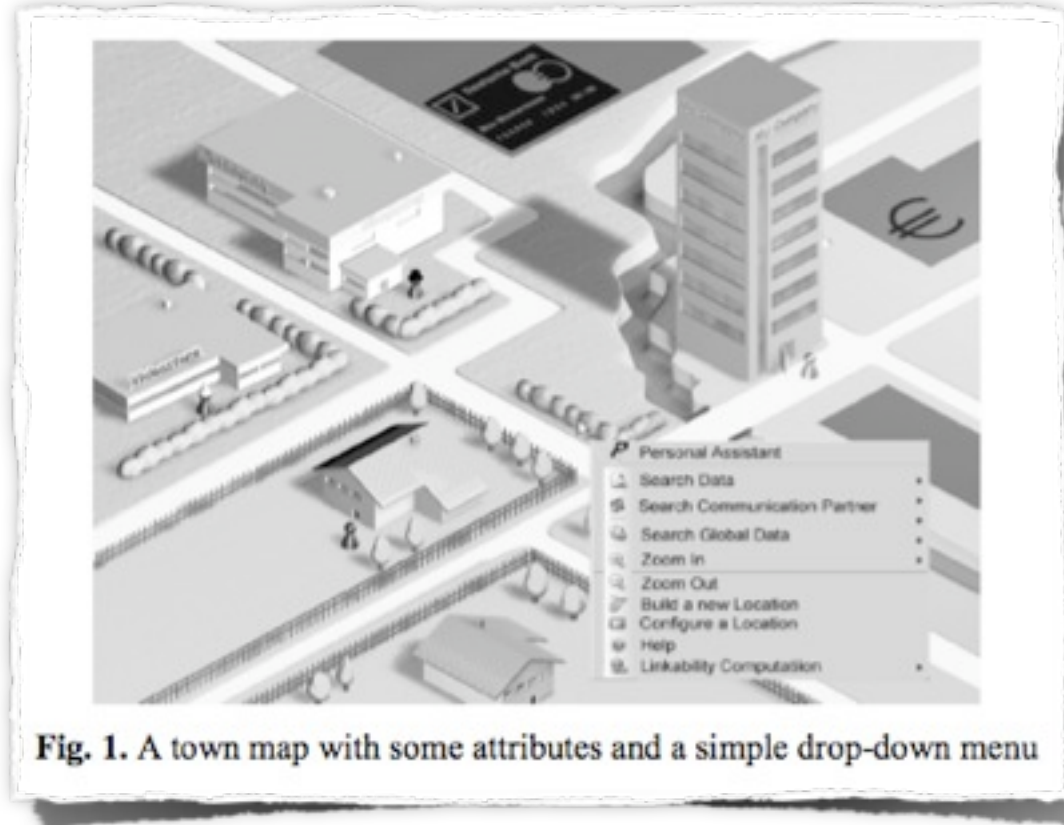 Personal Assistant
Search Data
Search Communication Partner
Search Global Data
Zoom In
Zoom Out
Build a new Location
Configure a Location
Help
Linkability Computation
Fig. 1. A town map with some attributes and a simple drop-down menu